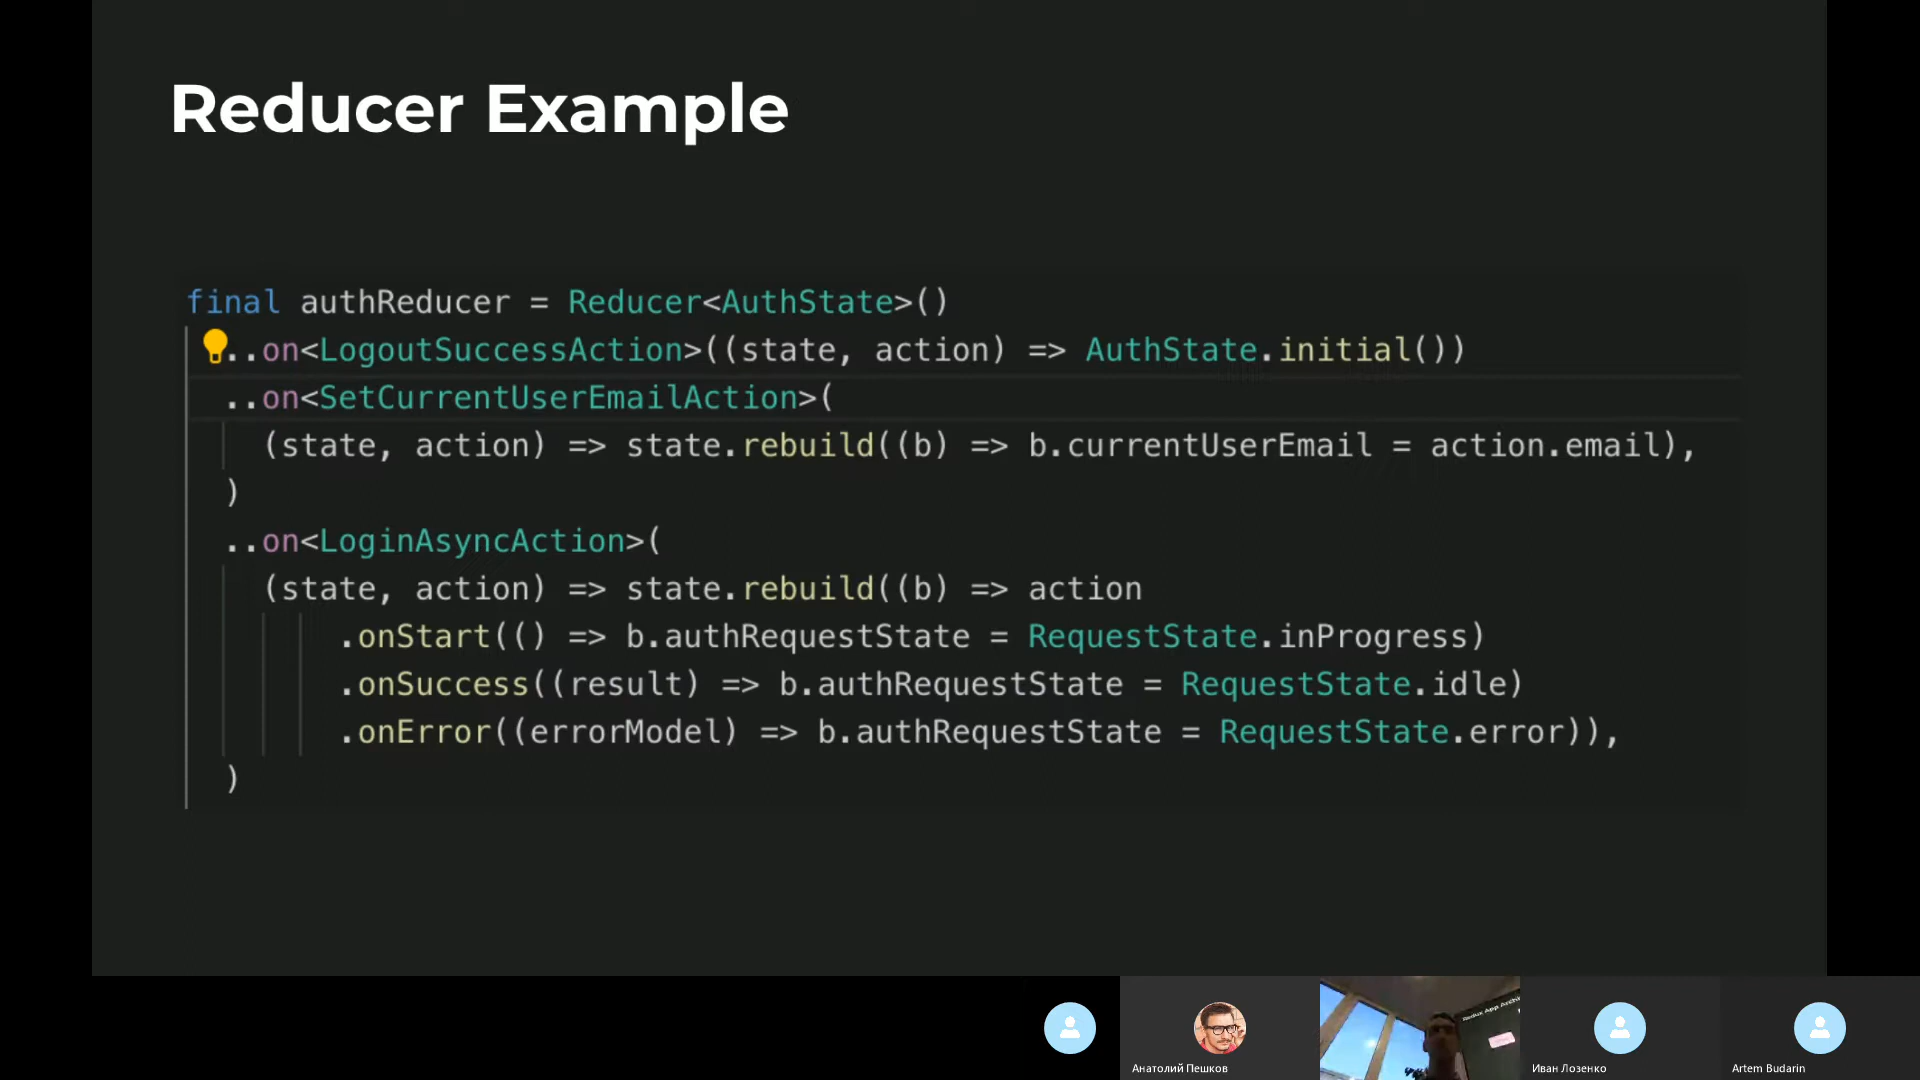 Reducer Example
final authReducer = Reducer<AuthState>()
..on<LogoutSuccessAction>((state, action) => AuthState.initial())
..on<SetCurrentUserEmailAction>(
(state, action) => state.rebuild((b) => b.currentUserEmail = action.email),
)
..on<LoginAsyncAction>(
(state, action) => state.rebuild((b) => action
.onStart(() => b.authRequestState = RequestState.inProgress)
.onSuccess((result) => b.authRequestState = RequestState.idle)
.onError((errorModel) => b.authRequestState = RequestState.error)),
)
Redux App
Анатолий Пешков
Иван Лозенко
Artem Budarin